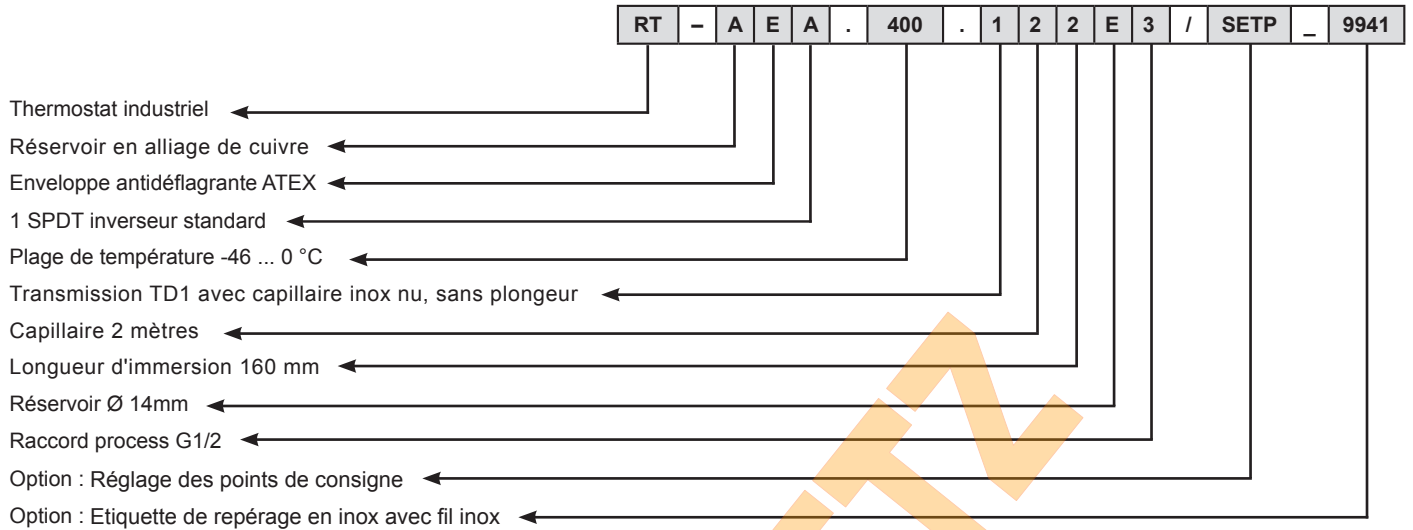 RT – A E A . 400 . 1 2 2 E 3 / SETP _ 9941
Thermostat industriel
Réservoir en alliage de cuivre
Enveloppe antidéflagrante ATEX
1 SPDT inverseur standard
Plage de température -46 ... 0 °C
Transmission TD1 avec capillaire inox nu, sans plongeur
Capillaire 2 mètres
Longueur d'immersion 160 mm
Réservoir Ø 14mm
Raccord process G1/2
Option : Réglage des points de consigne
Option : Etiquette de repérage en inox avec fil inox